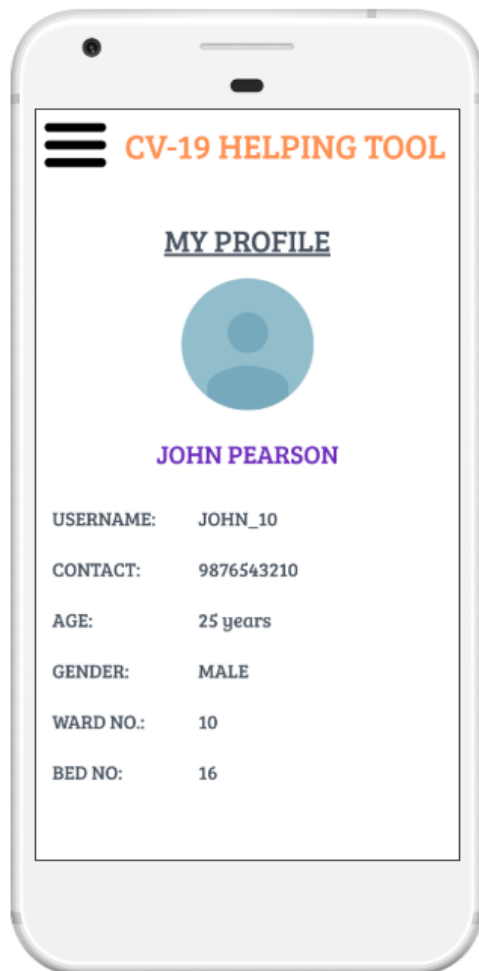 CV-19 HELPING TOOL
MY PROFILE
JOHN PEARSON
USERNAME: JOHN_10
CONTACT: 9876543210
AGE: 25 years
GENDER: MALE
WARD NO.: 10
BED NO: 16